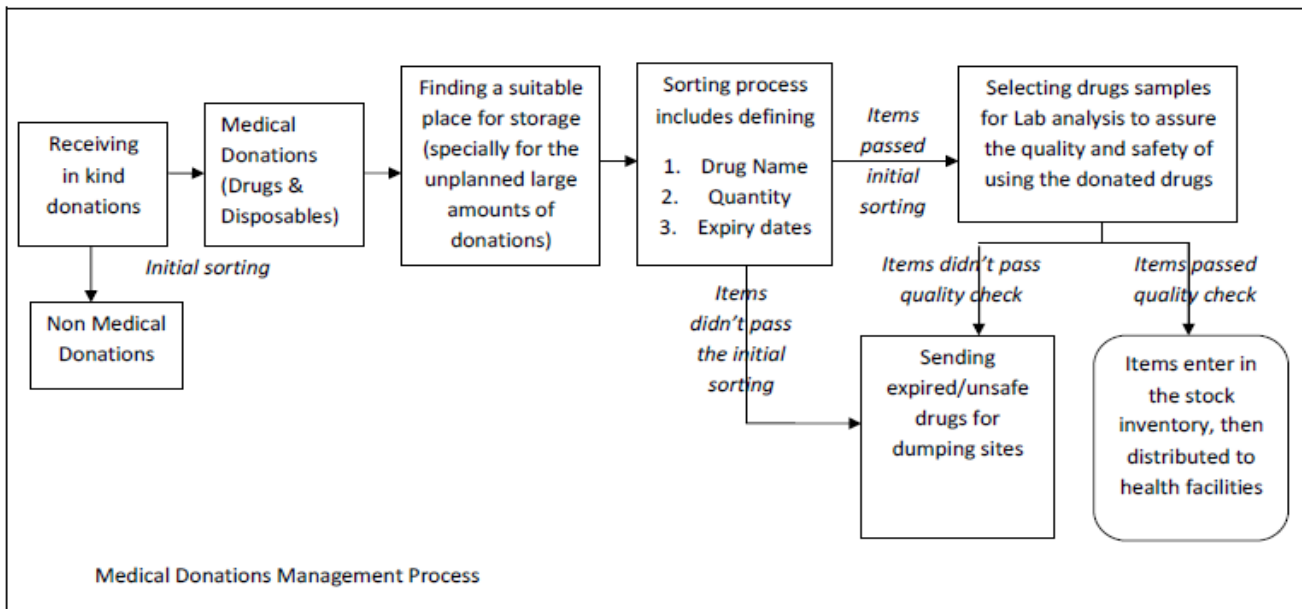 Receiving
in kind
donations
Medical
Donations
(Drugs &
Disposables)
Initial sorting
Non Medical
Donations
Finding a suitable
place for storage
(specially for the
unplanned large
amounts of
donations)
Sorting process
includes defining
1. Drug Name
2. Quantity
3. Expiry dates
Items
passed
initial
sorting
Items
didn't pass
the initial
sorting
Selecting drugs samples
for Lab analysis to assure
the quality and safety of
using the donated drugs
Items didn't pass
quality check
Items passed
quality check
Sending
expired/unsafe
drugs for
dumping sites
Items enter in
the stock
inventory, then
distributed to
health facilities
Medical Donations Management Process